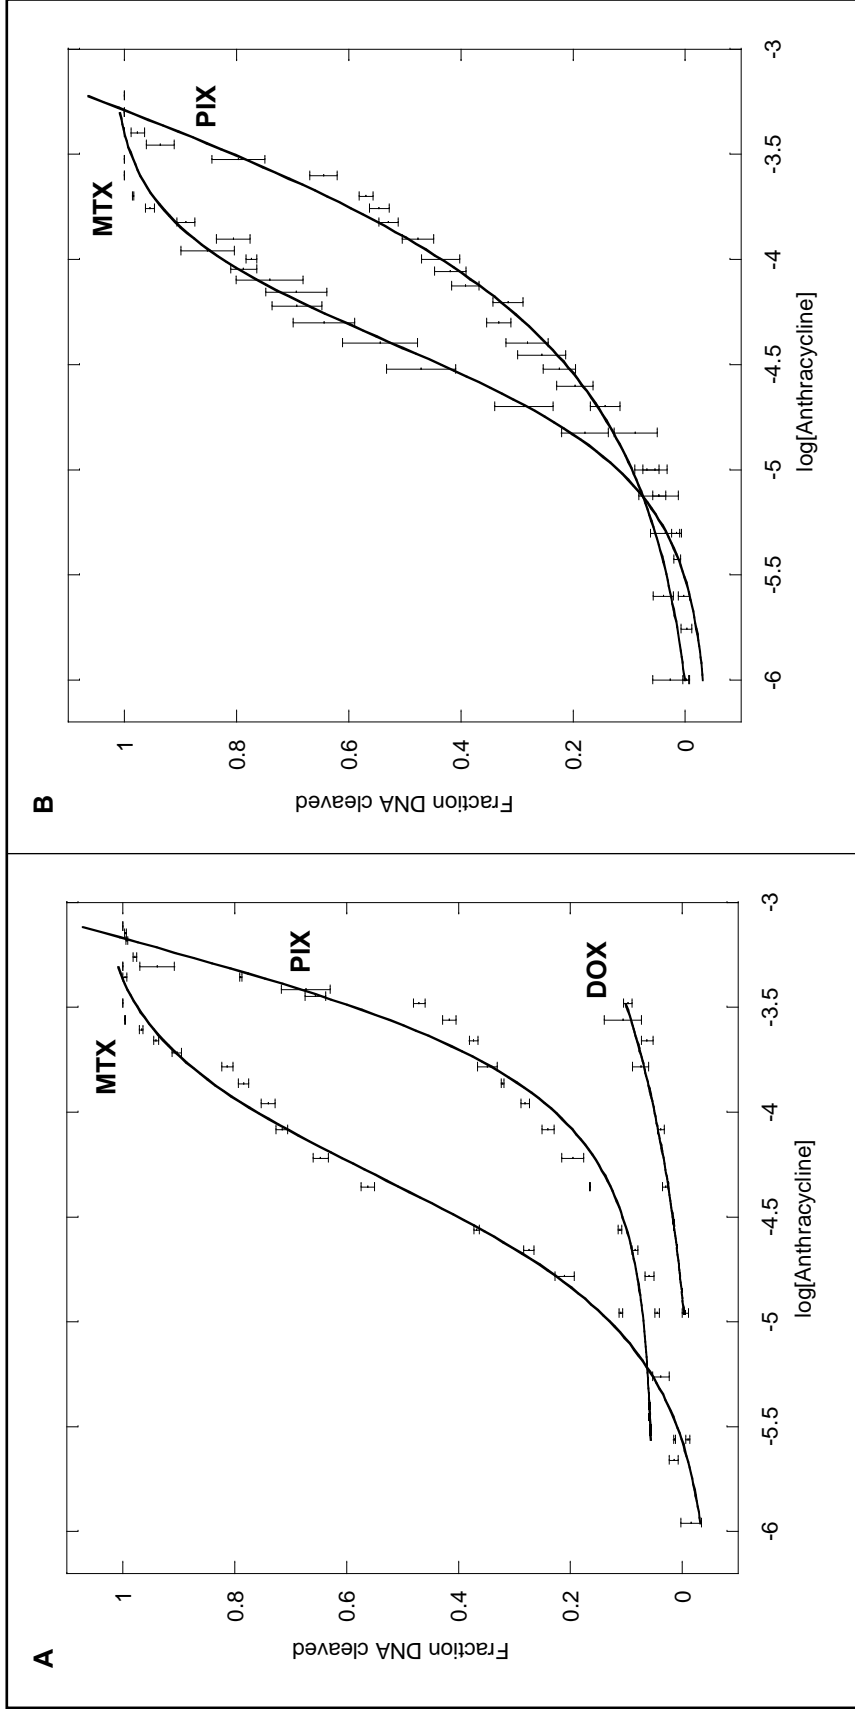 A
Fraction DNA cleaved
1
0.8
0.6
0.4
0.2
0
MTX
PIX
DOX
-6
-5.5
-5
-4.5
-4
-3.5
-3
log[Anthracycline]
B
Fraction DNA cleaved
1
0.8
0.6
0.4
0.2
0
MTX
PIX
-6
-5.5
-5
-4.5
-4
-3.5
-3
log[Anthracycline]